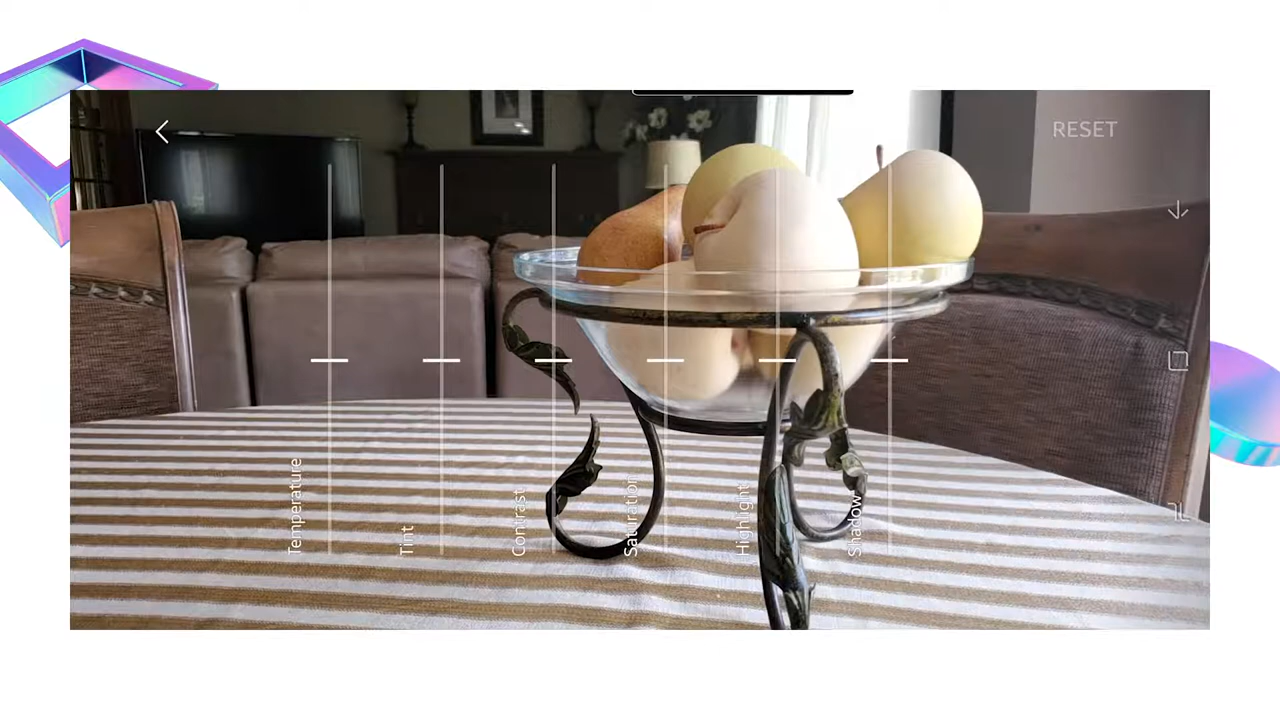 RESET
Temperature
Tint
Contrast
Saturation
Highlight
Shadow